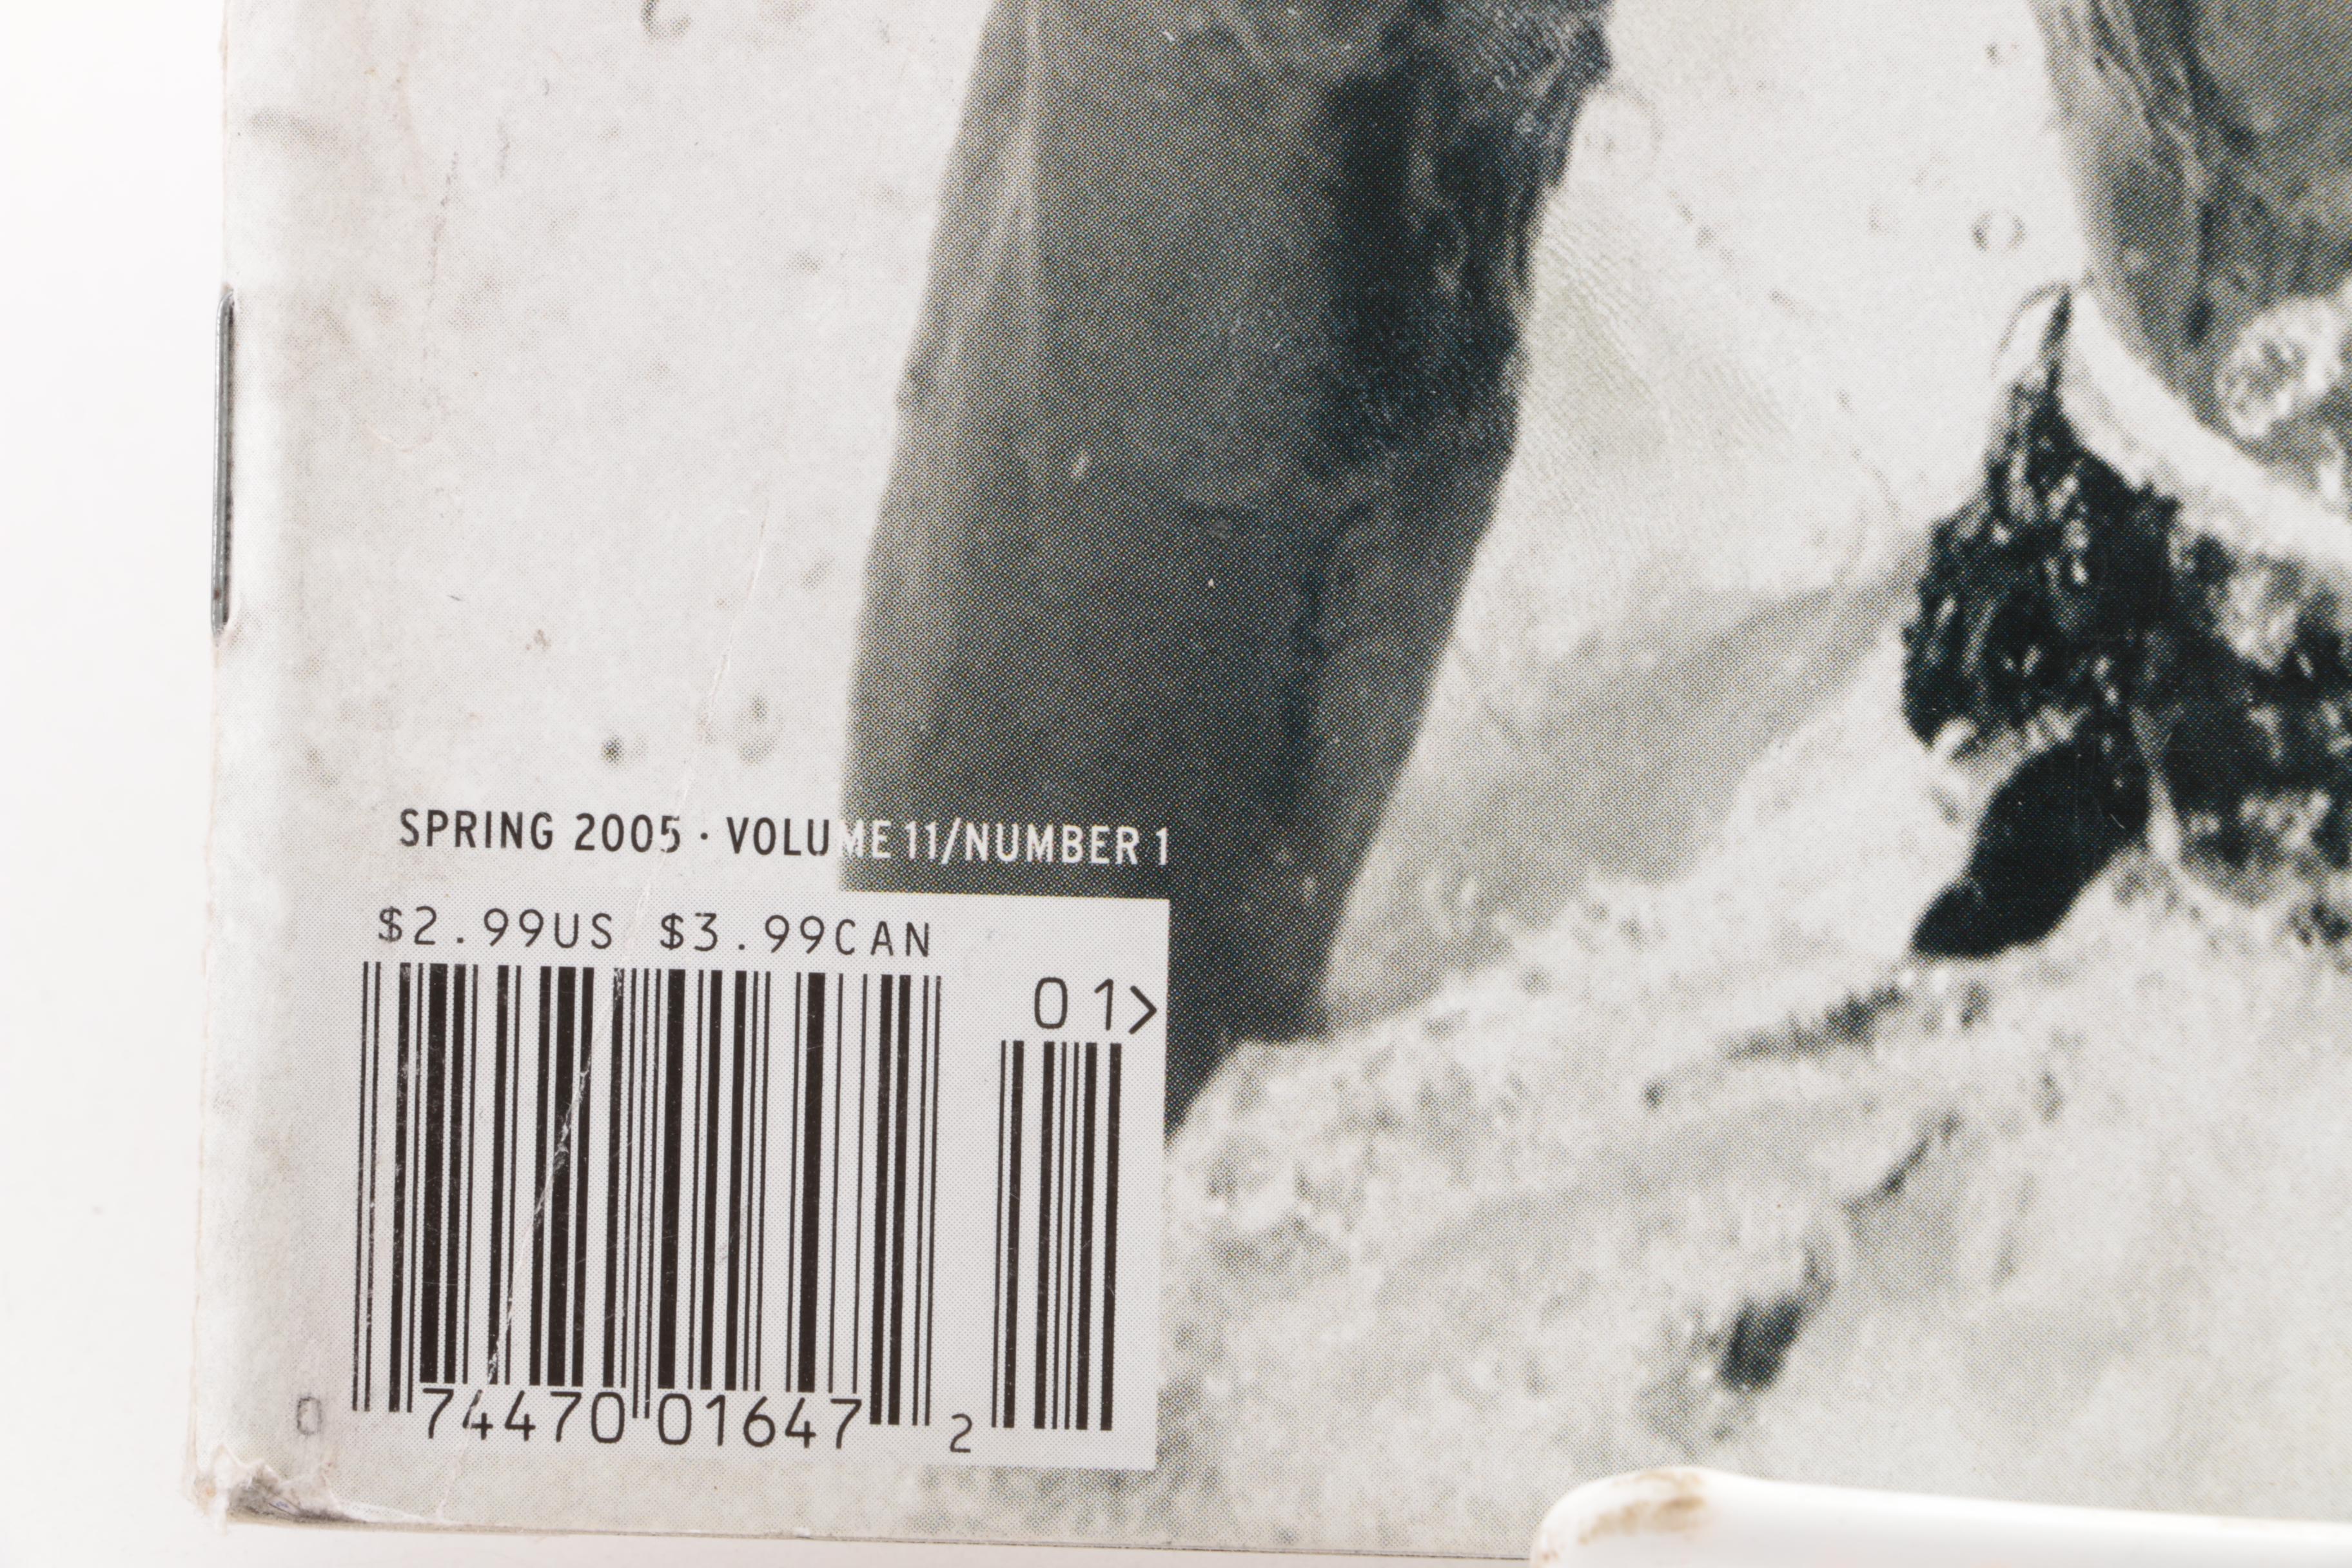 SPRING 2005 · VOLUME 11/NUMBER 1
$2.99US $3.99CAN
01>
0 74470 01647 2